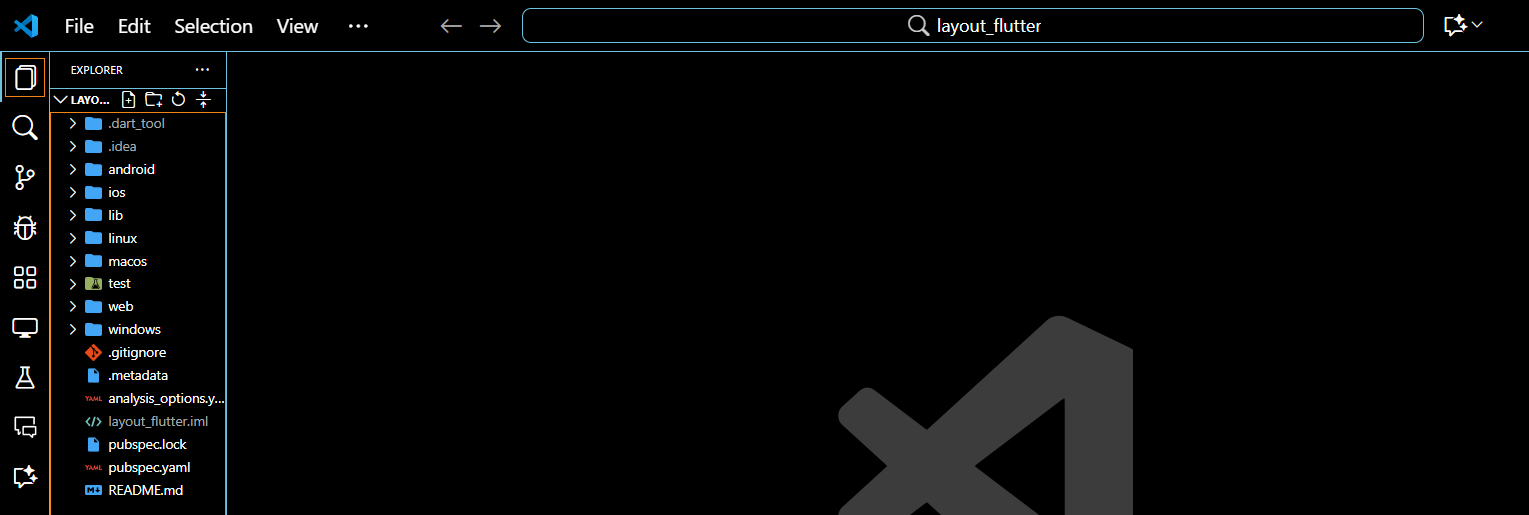 File Edit Selection View ··· layout_flutter
EXPLORER ···
LAYO...
.dart_tool
.idea
android
ios
lib
linux
macos
test
web
windows
.gitignore
.metadata
YAML analysis_options.y...
layout_flutter.iml
pubspec.lock
YAML pubspec.yaml
README.md